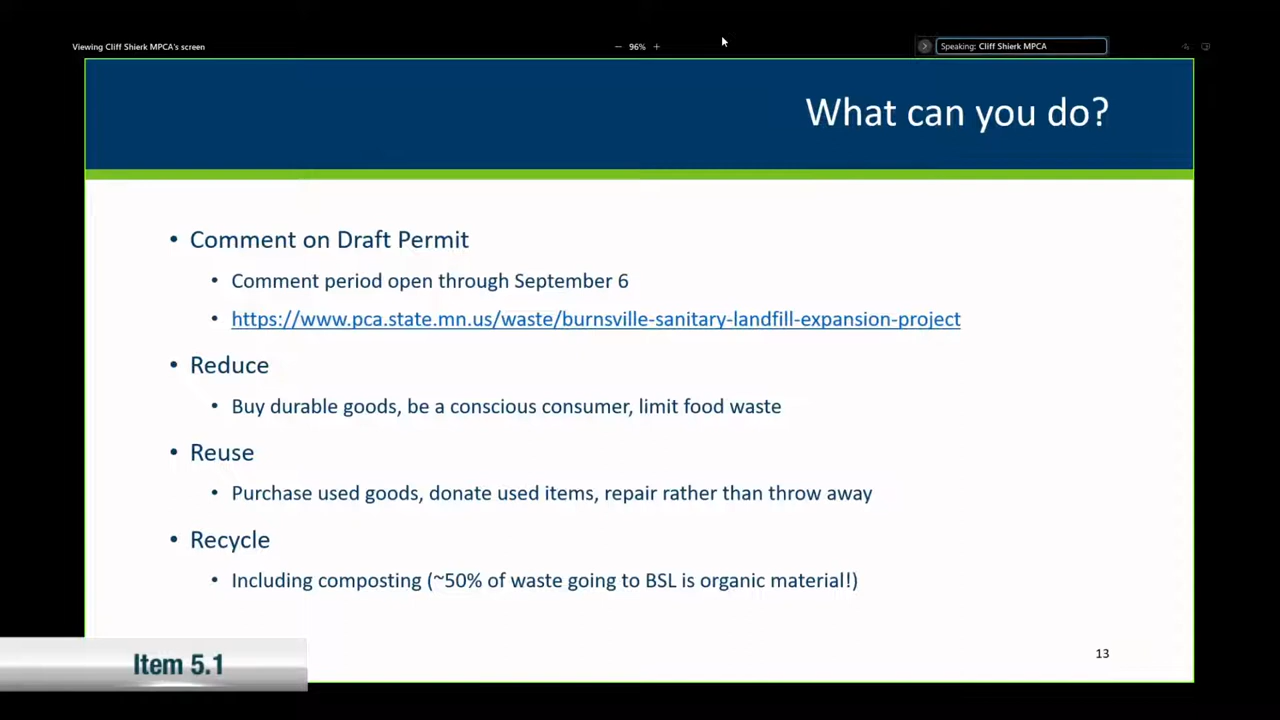 Viewing Cliff Shierk MPCA's screen
− 96% +
Speaking: Cliff Shierk MPCA
What can you do?
• Comment on Draft Permit
• Comment period open through September 6
• https://www.pca.state.mn.us/waste/burnsville-sanitary-landfill-expansion-project
• Reduce
• Buy durable goods, be a conscious consumer, limit food waste
• Reuse
• Purchase used goods, donate used items, repair rather than throw away
• Recycle
• Including composting (~50% of waste going to BSL is organic material!)
13
Item 5.1